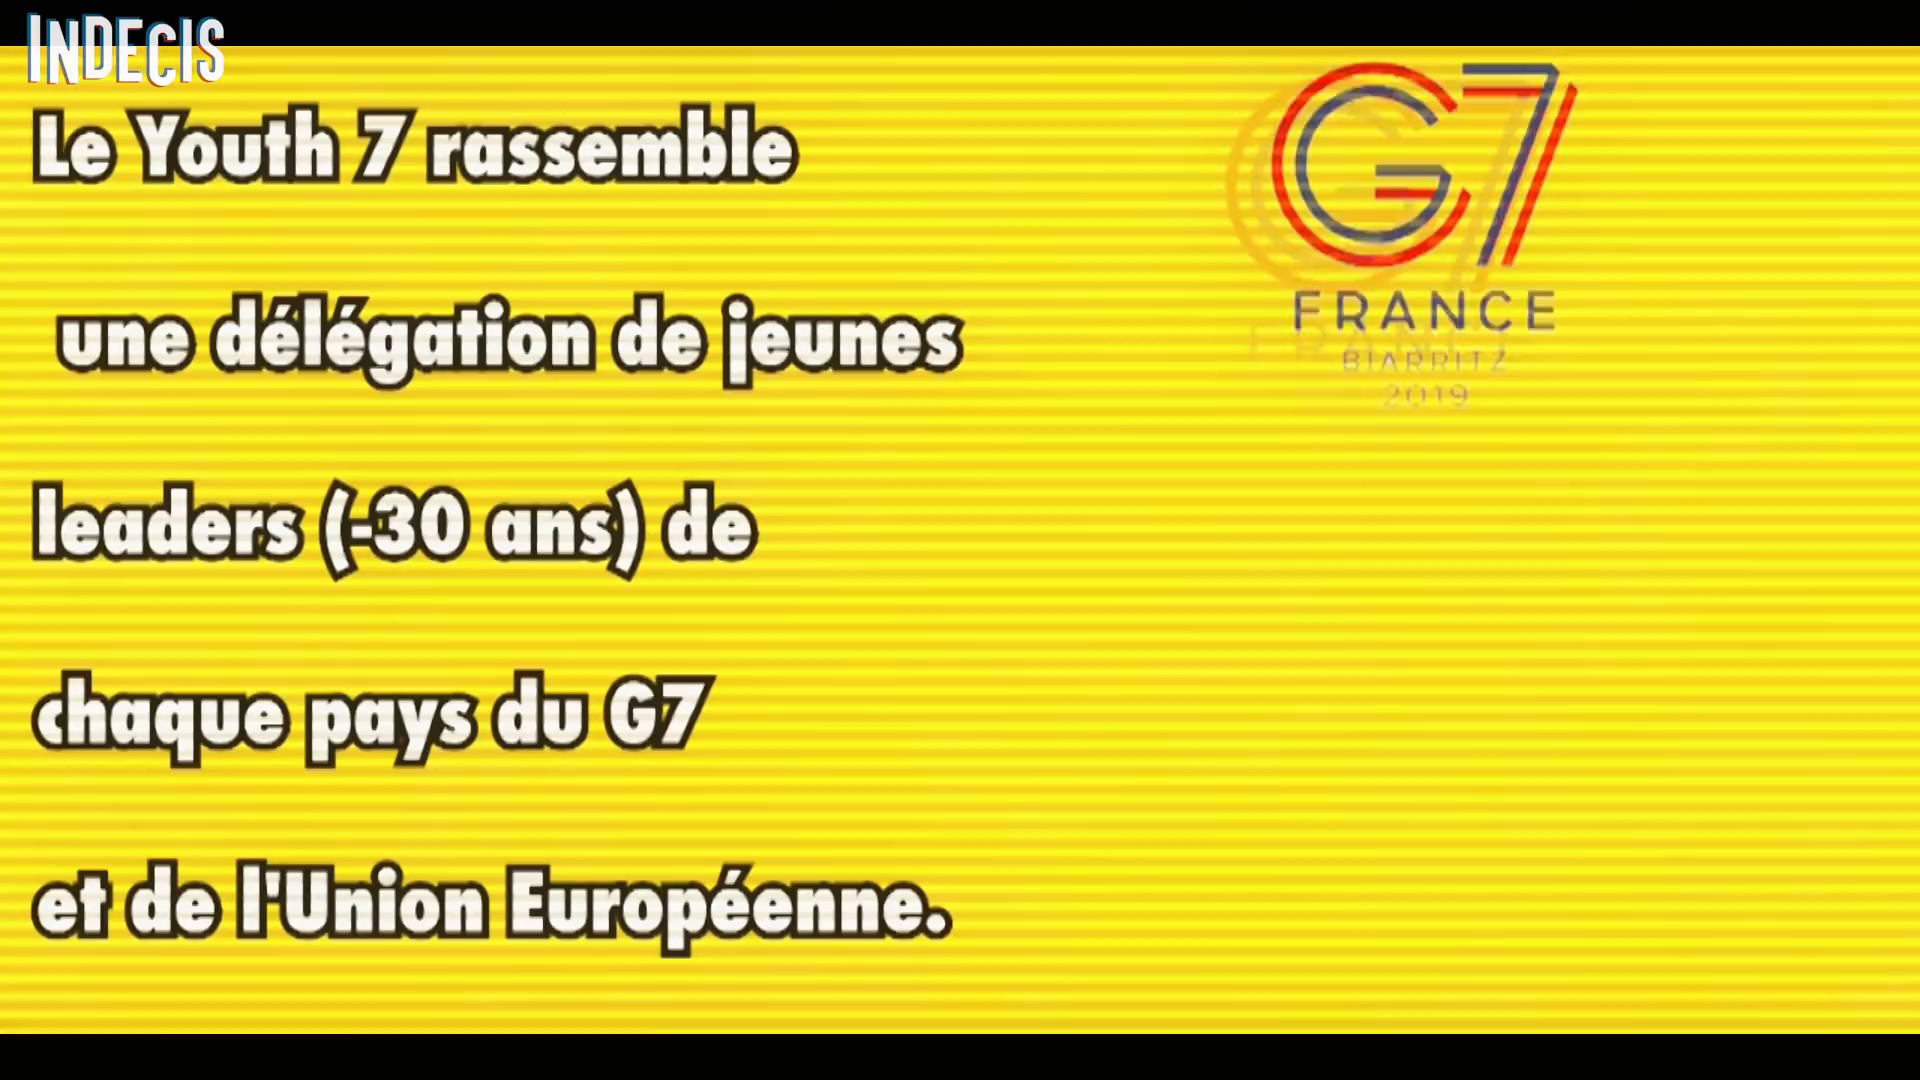 INDECIS
Le Youth 7 rassemble
une délégation de jeunes
leaders (-30 ans) de
chaque pays du G7
et de l'Union Européenne.
G7
FRANCE
BIARRITZ
2019